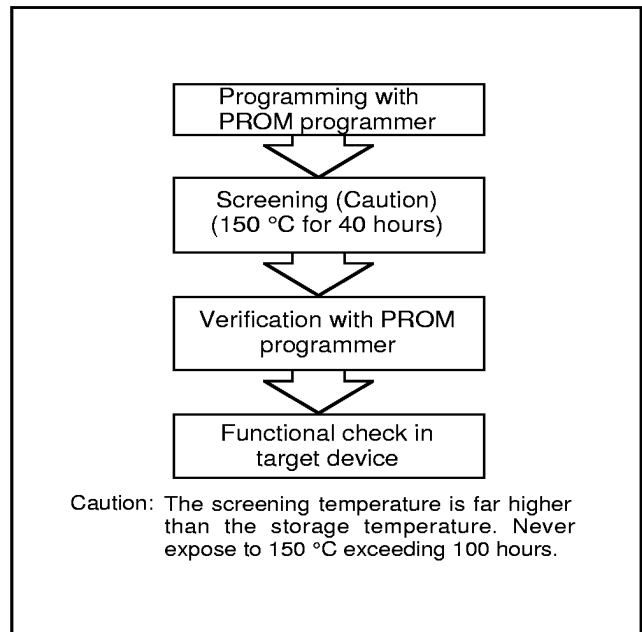 Programming with
PROM programmer
Screening (Caution)
(150 °C for 40 hours)
Verification with PROM
programmer
Functional check in
target device
Caution: The screening temperature is far higher
than the storage temperature. Never
expose to 150 °C exceeding 100 hours.